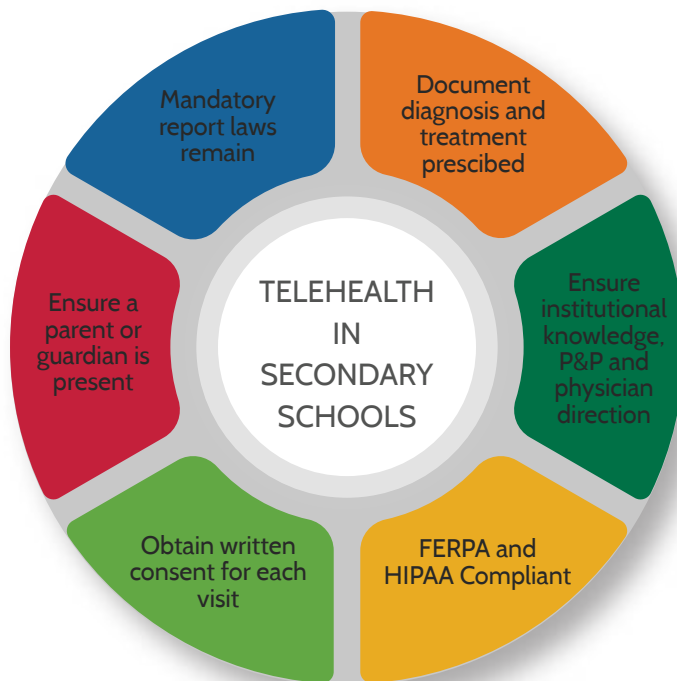 TELEHEALTH
IN
SECONDARY
SCHOOLS
Document
diagnosis and
treatment
prescibed
Ensure
institutional
knowledge,
P&P and
physician
direction
FERPA and
HIPAA Compliant
Obtain written
consent for each
visit
Ensure a
parent or
guardian is
present
Mandatory
report laws
remain